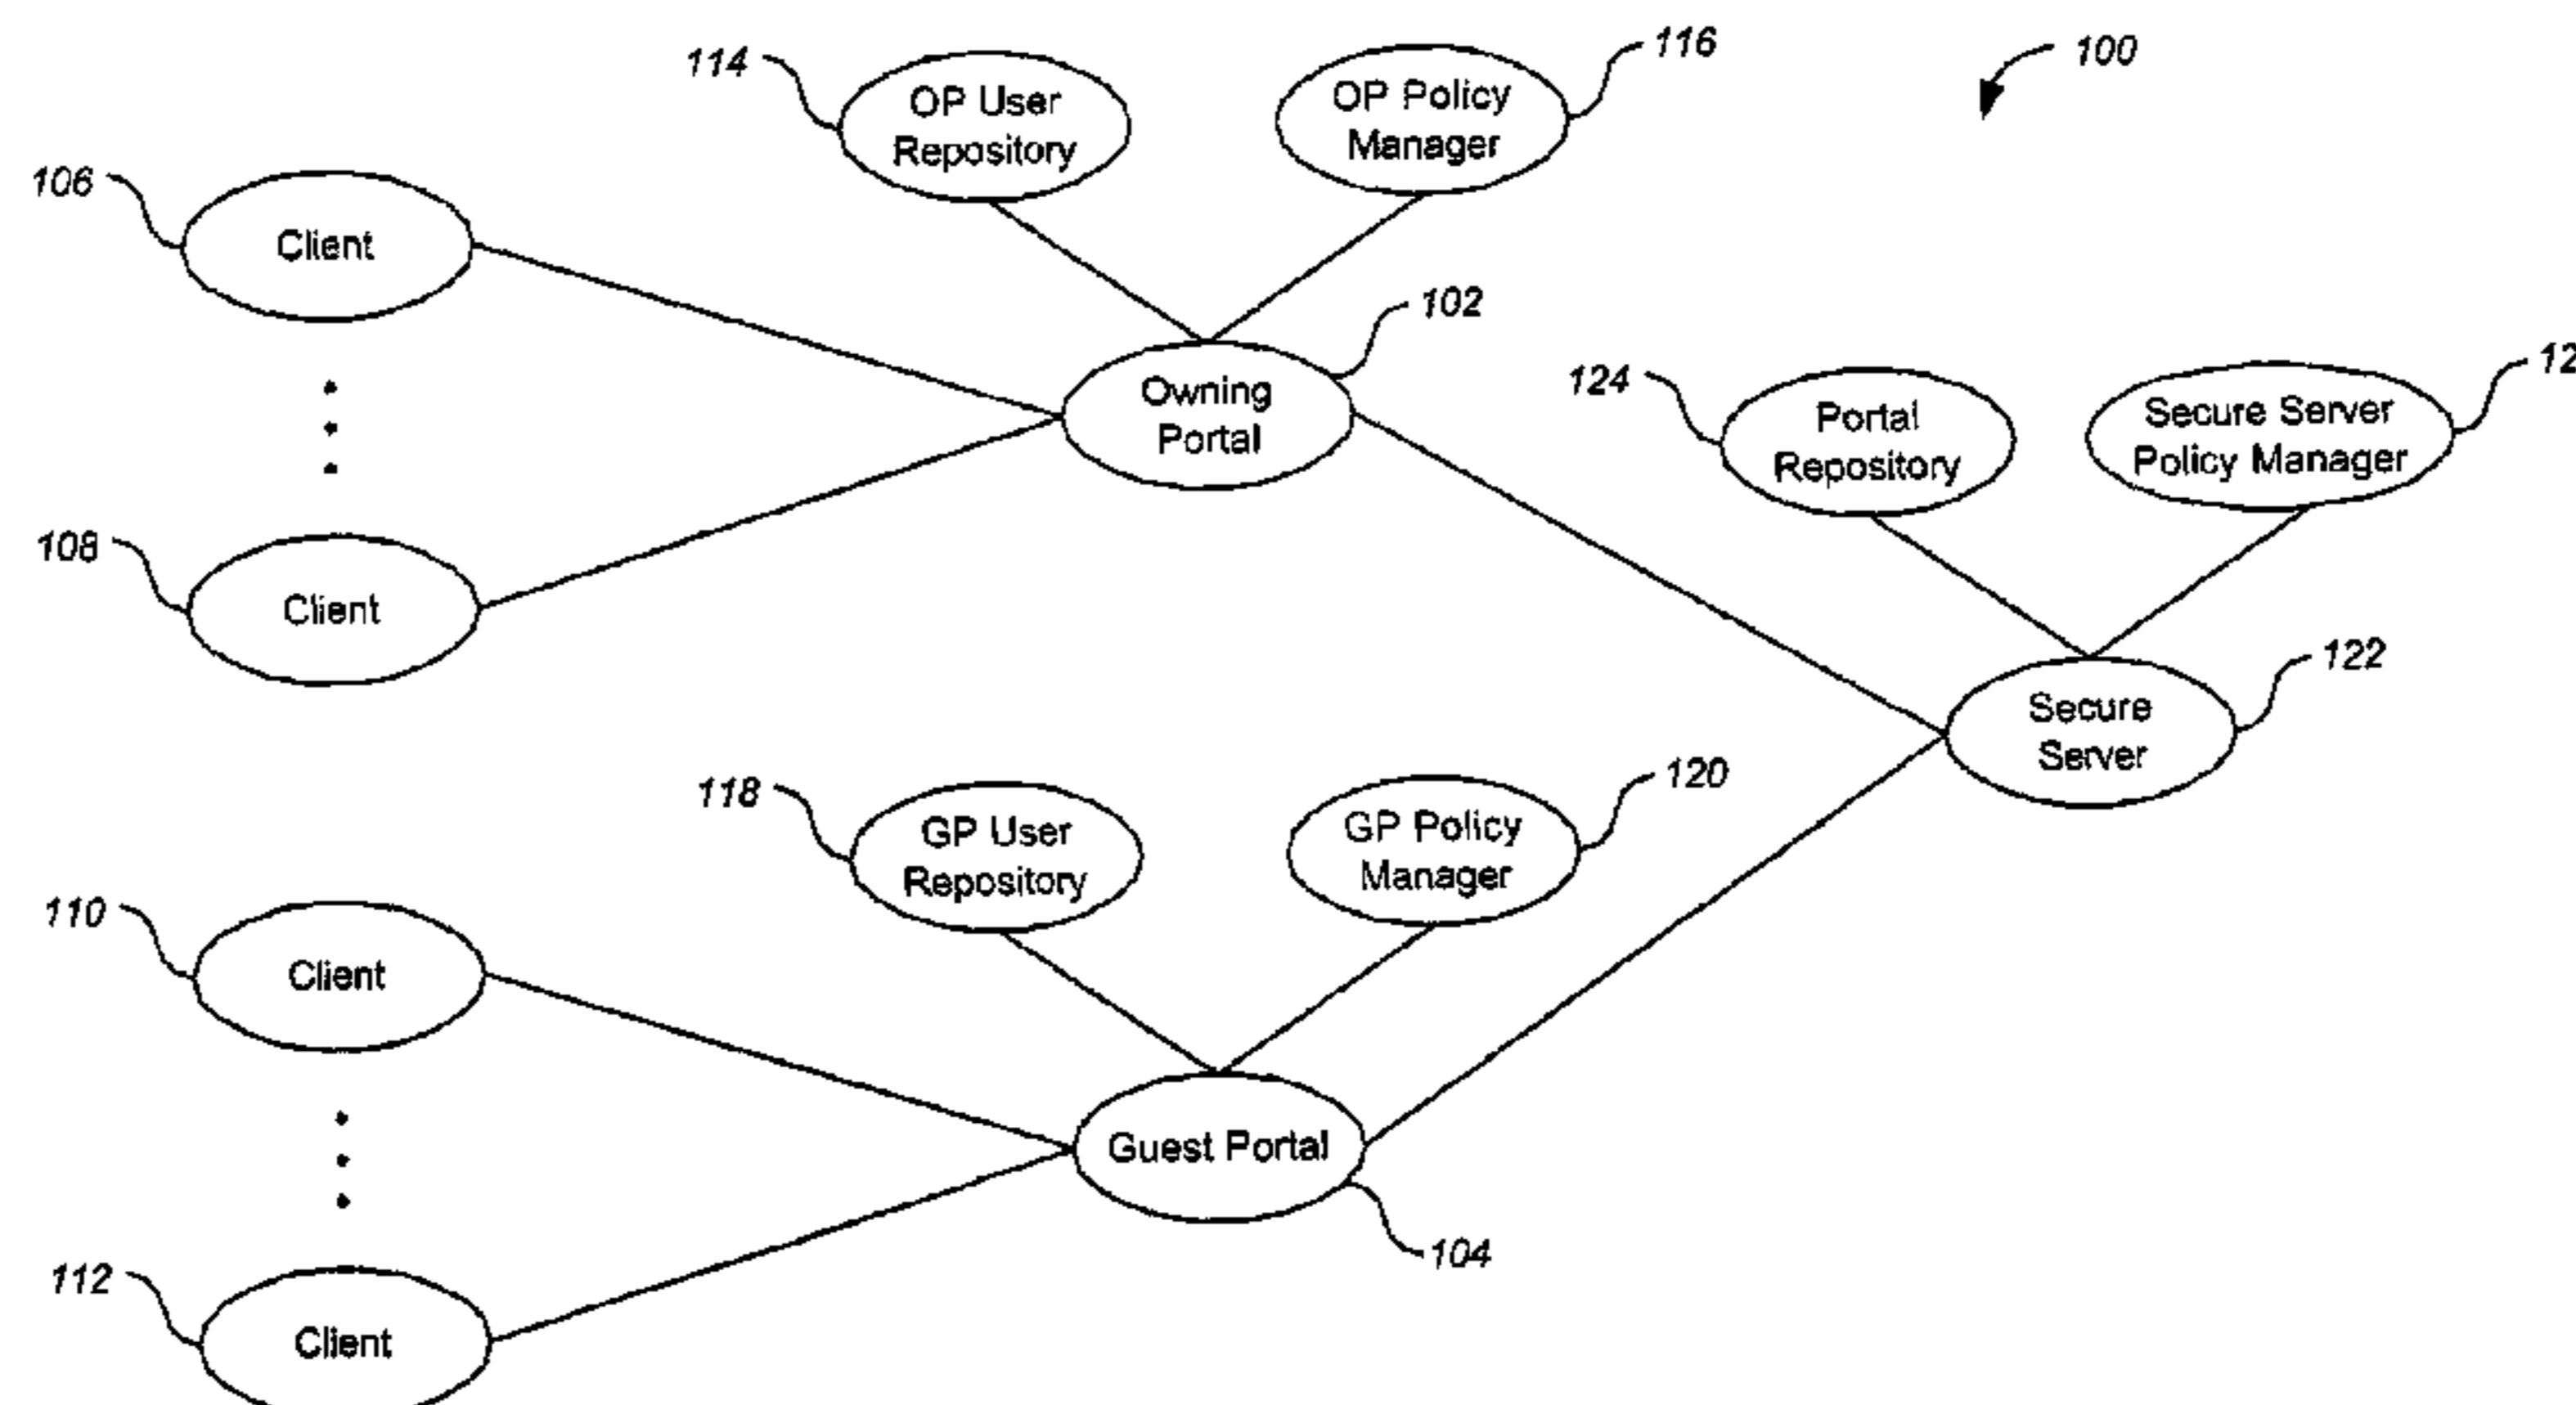 114
OP User
Repository
116
OP Policy
Manager
100
106
Client
102
Owning
Portal
124
Portal
Repository
Secure Server
Policy Manager
12
108
Client
122
Secure
Server
118
GP User
Repository
120
GP Policy
Manager
110
Client
Guest Portal
104
112
Client